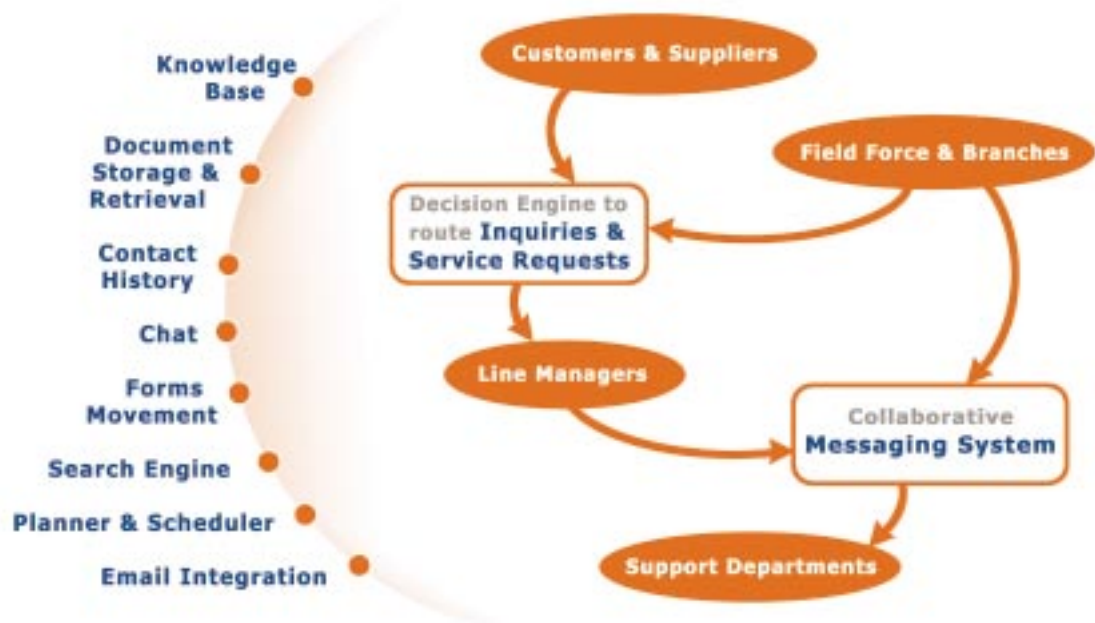 Knowledge
Base
Document
Storage &
Retrieval
Contact
History
Chat
Forms
Movement
Search Engine
Planner & Scheduler
Email Integration
Customers & Suppliers
Field Force & Branches
Decision Engine to
route Inquiries &
Service Requests
Line Managers
Collaborative
Messaging System
Support Departments